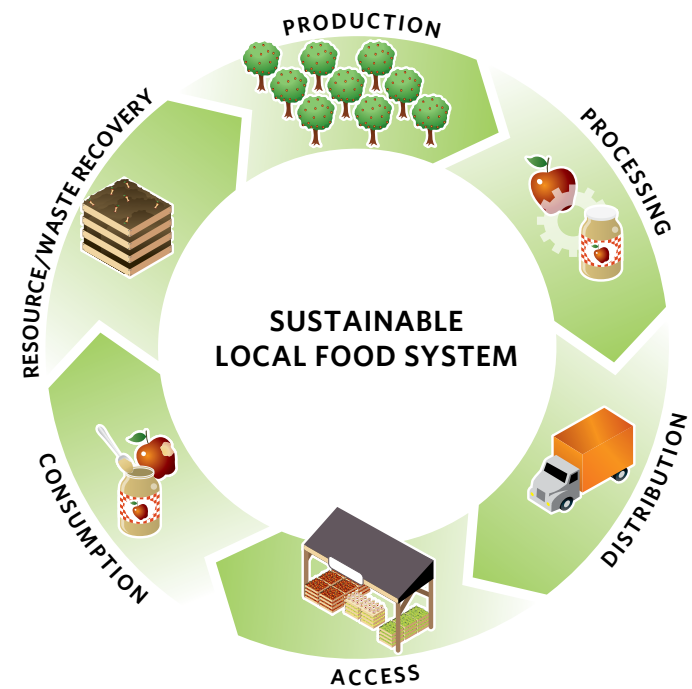 PRODUCTION
PROCESSING
DISTRIBUTION
ACCESS
CONSUMPTION
RESOURCE/WASTE RECOVERY
SUSTAINABLE
LOCAL FOOD SYSTEM